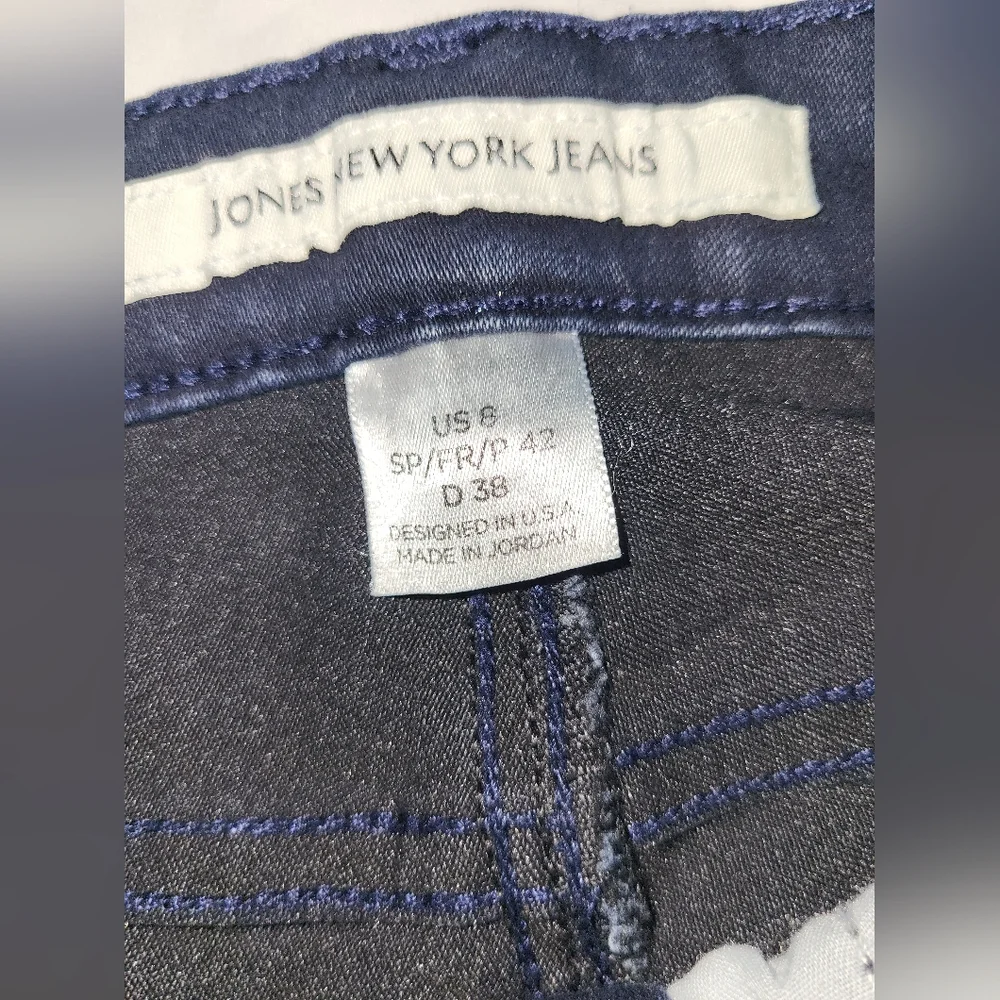 JONES NEW YORK JEANS
US 8
SP/FR/P 42
D 38
DESIGNED IN U.S.A.
MADE IN JORDAN